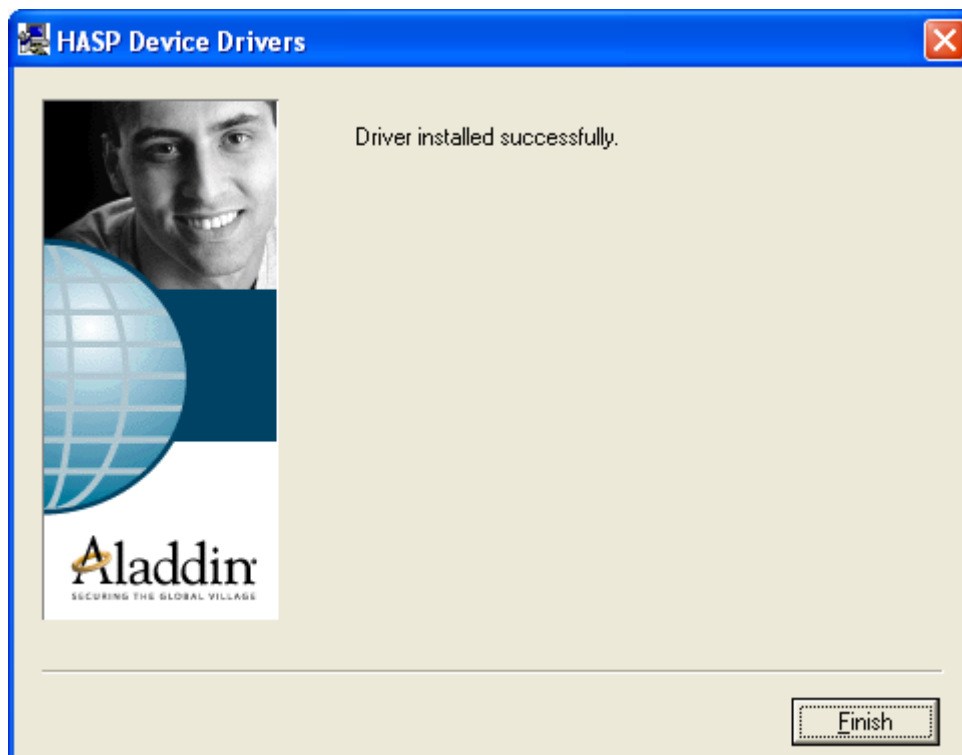 HASP Device Drivers
Driver installed successfully.
Aladdin
SECURING THE GLOBAL VILLAGE
Finish